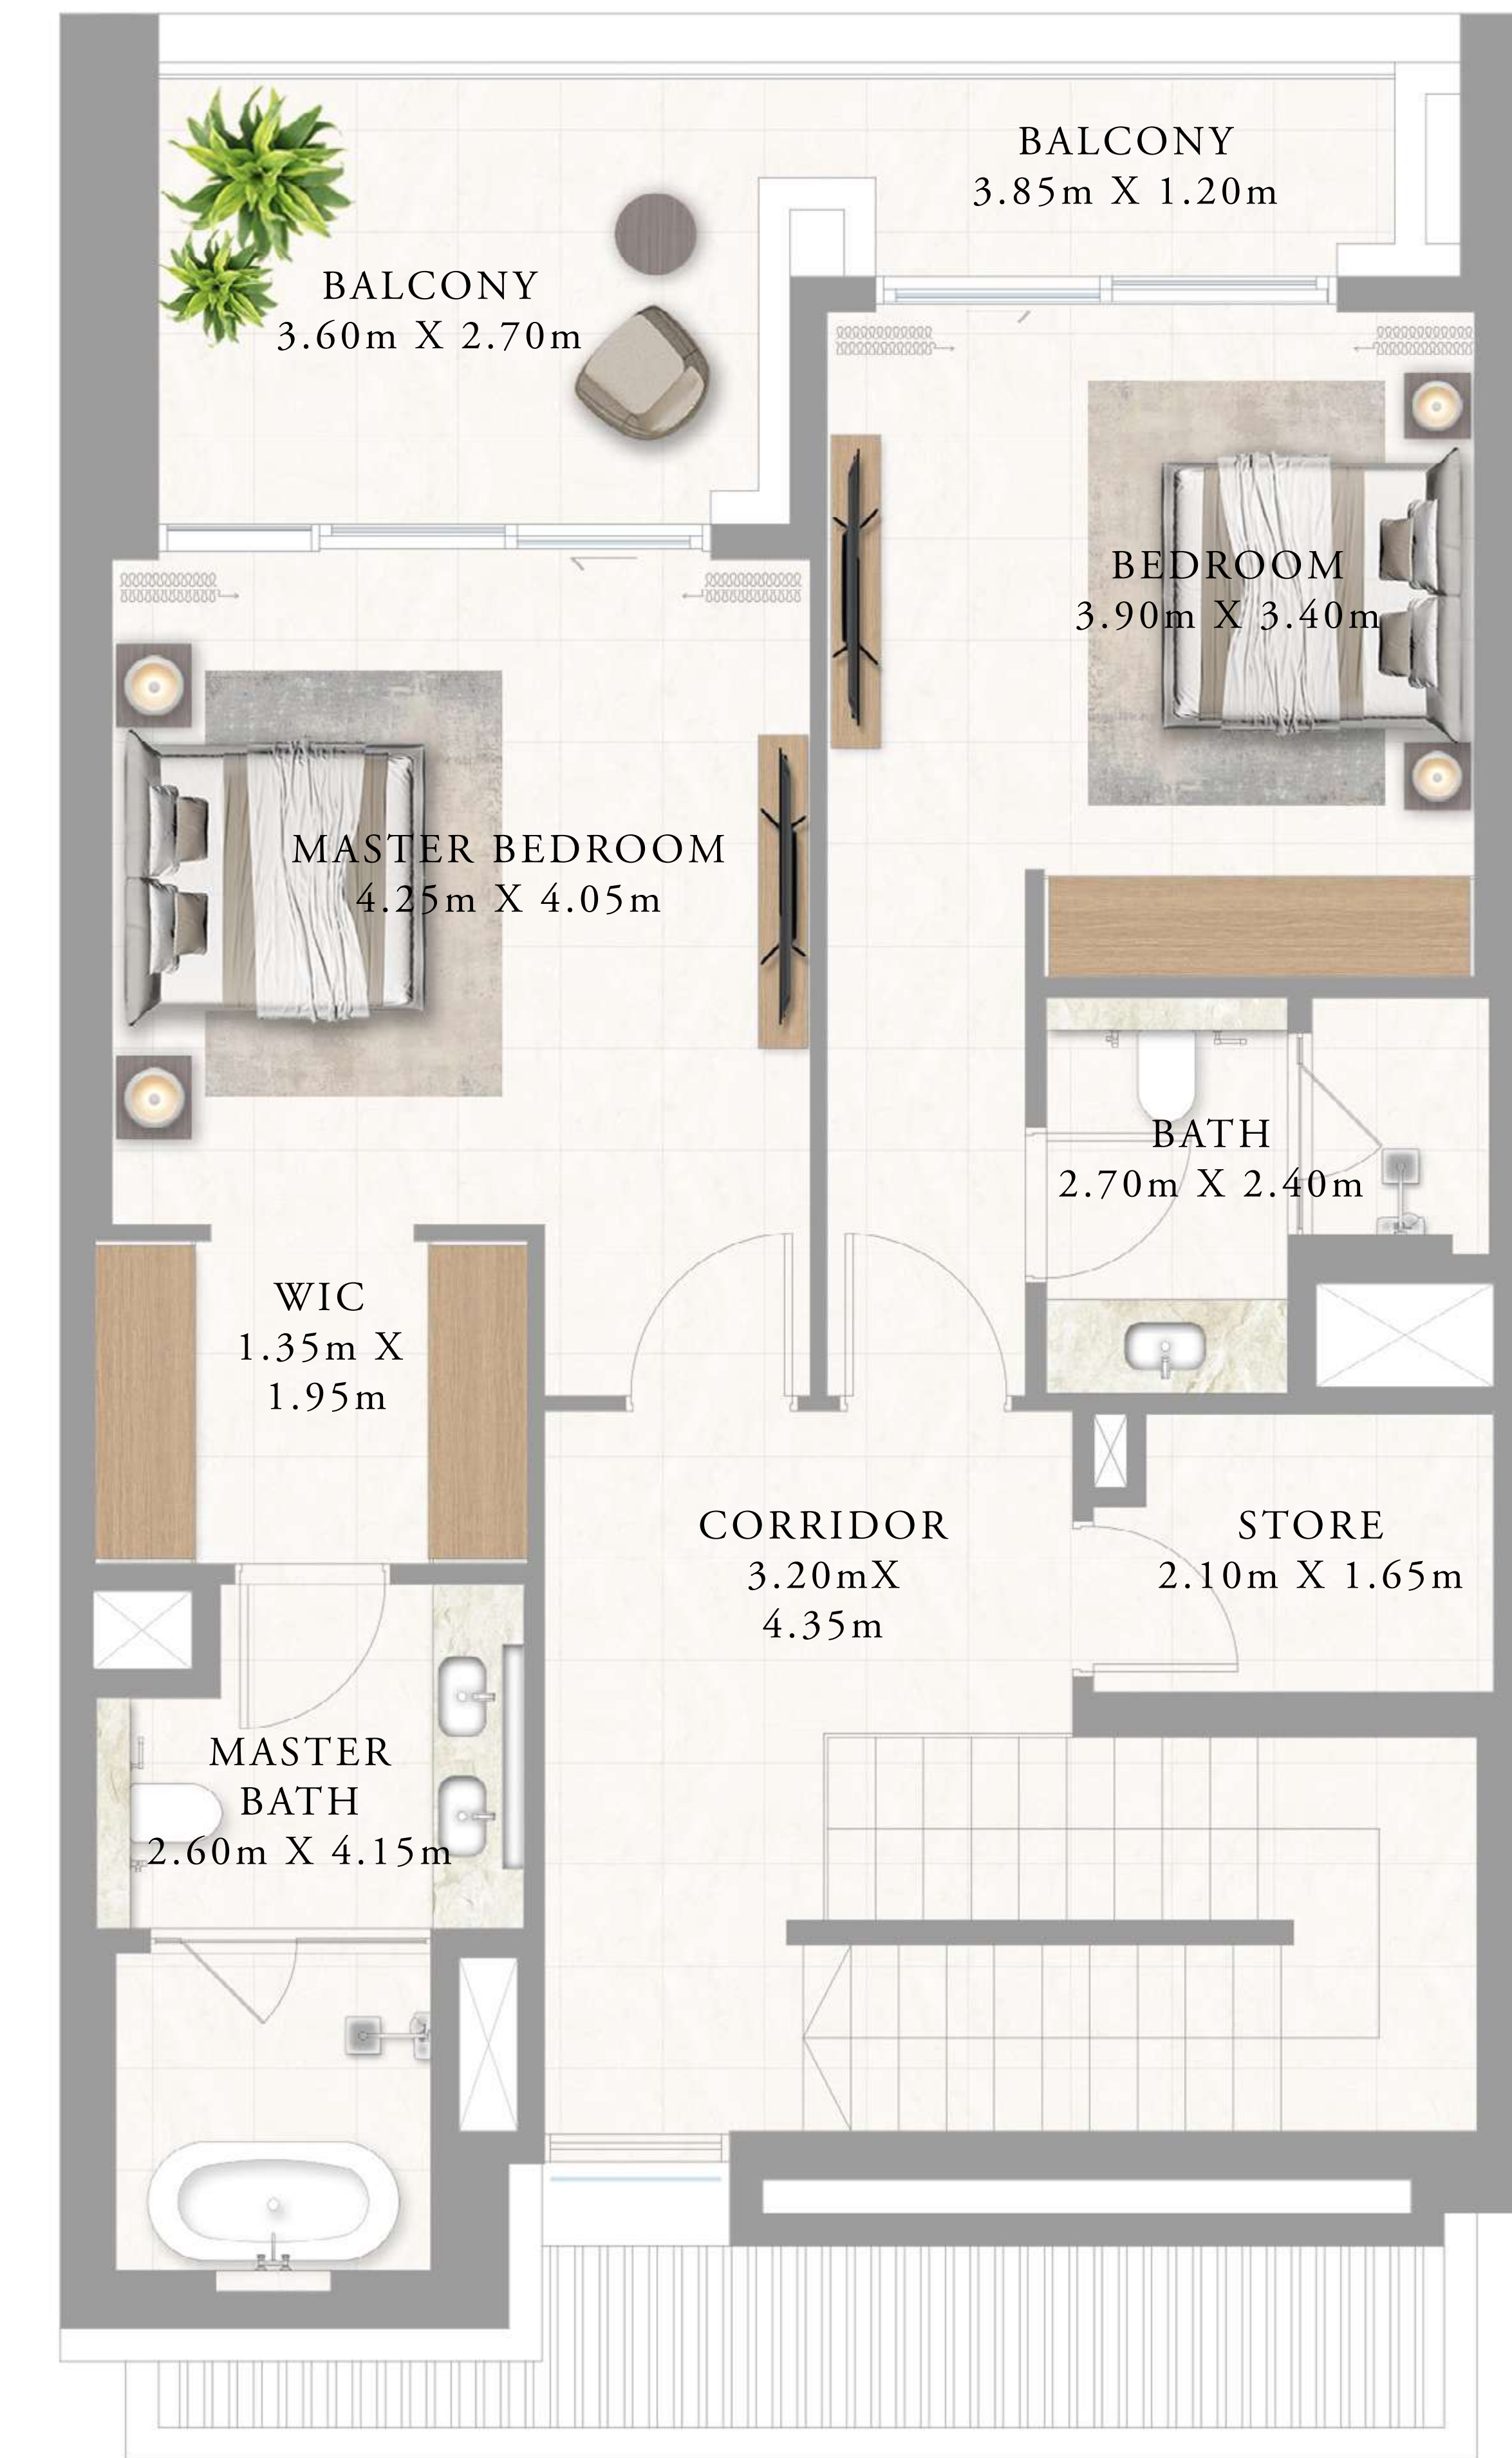 BALCONY
3.85m X 1.20m
BALCONY
3.60m X 2.70m
BEDROOM
3.90m X 3.40m
MASTER BEDROOM
4.25m X 4.05m
BATH
2.70m X 2.40m
WIC
1.35m X
1.95m
CORRIDOR
3.20mX
4.35m
STORE
2.10m X 1.65m
MASTER
BATH
2.60m X 4.15m